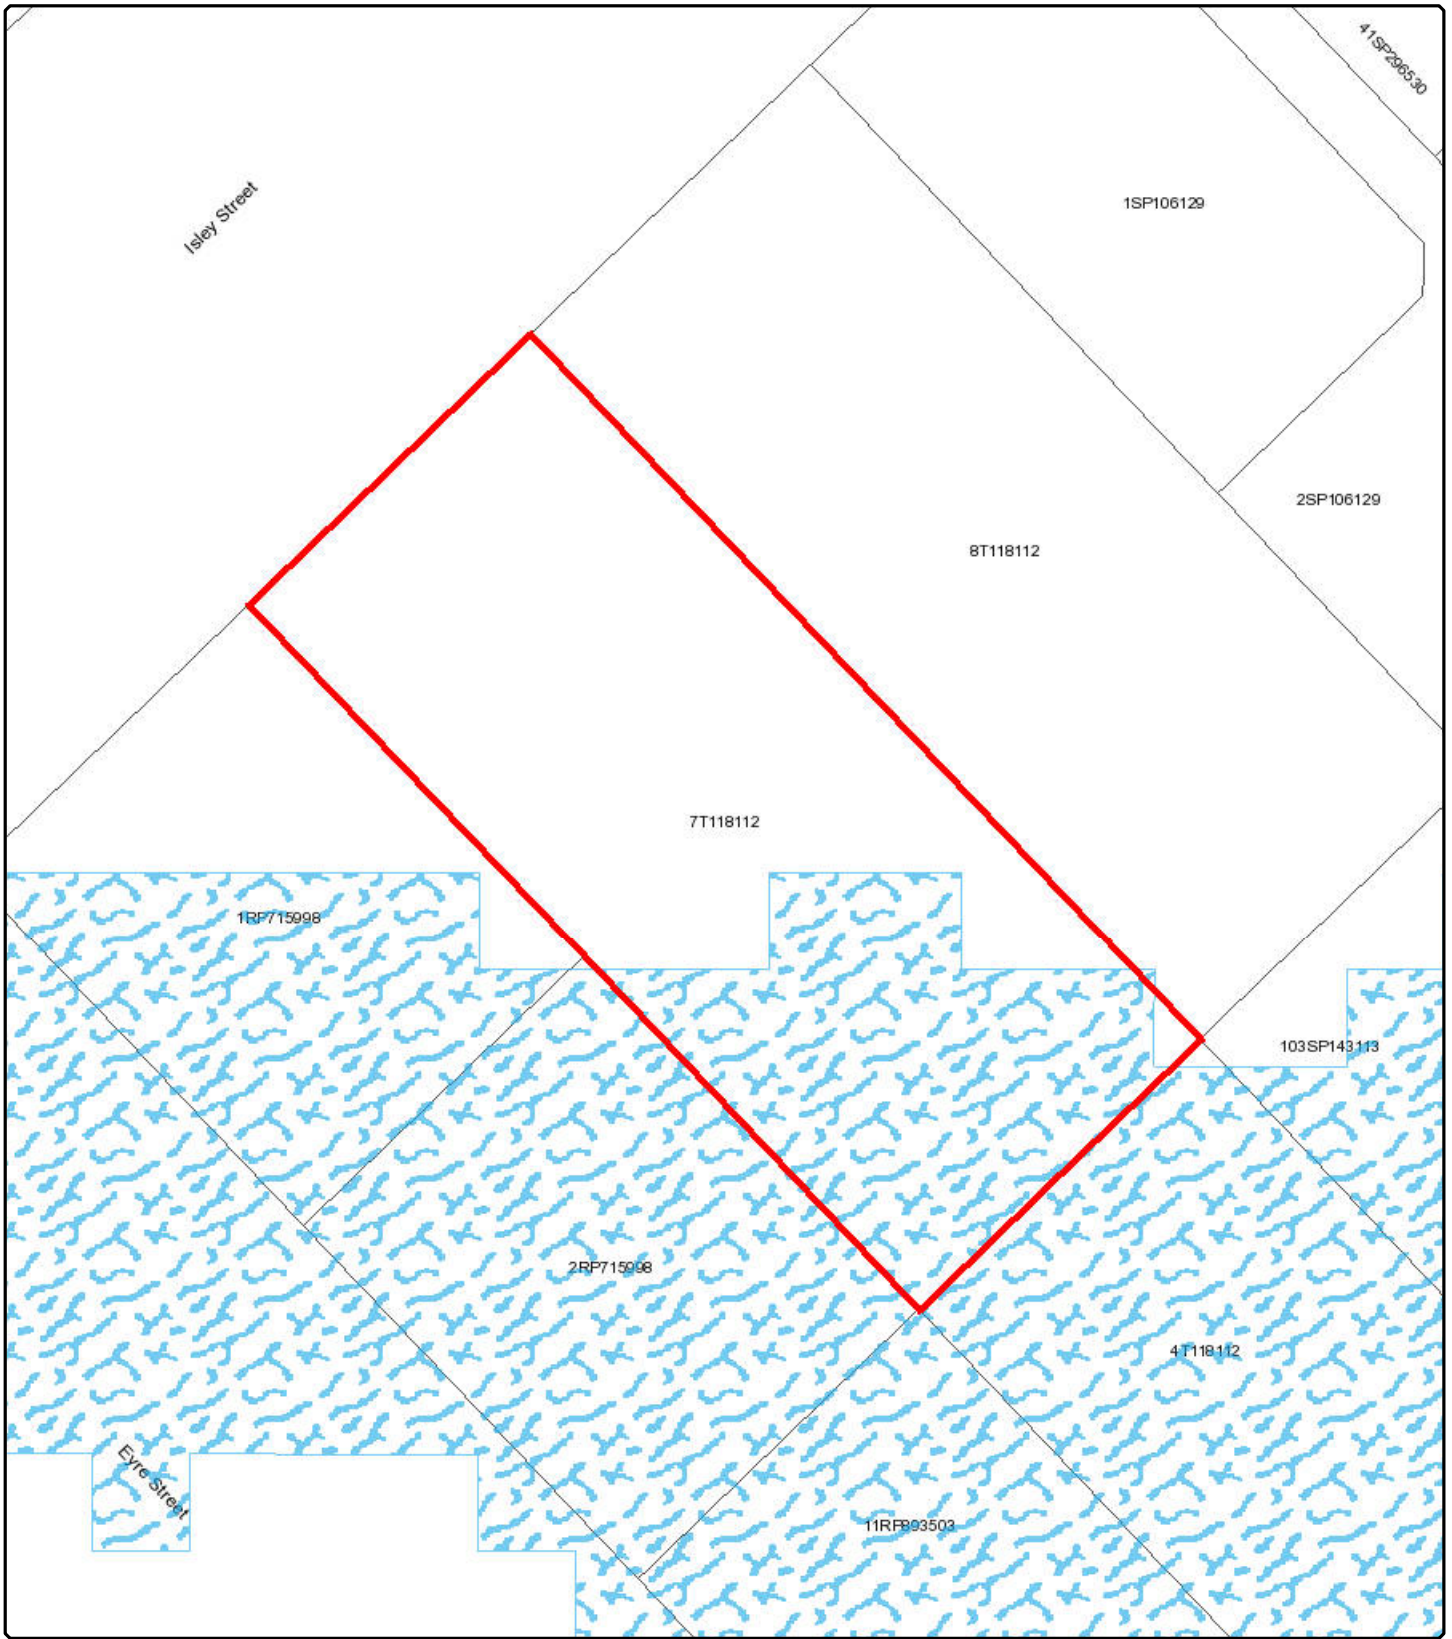 41SP296530
Isley Street
1SP106129
2SP106129
8T118112
7T118112
1RP715998
103SP143113
2RP715998
4T118112
Eyre Street
11RP893503